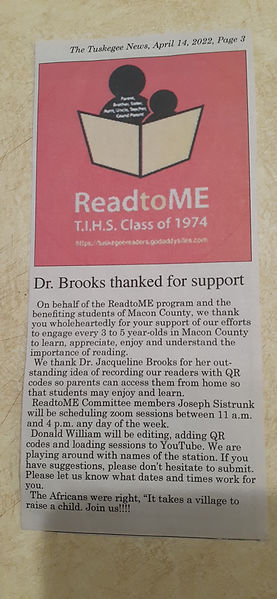 The Tuskegee News, April 14, 2022, Page 3
Parent,
Brother, Sister,
Aunt, Uncle, Teacher,
Grand Parent
ReadtoME
T.I.H.S. Class of 1974
https://tuskegeereaders.godaddysites.com
Dr. Brooks thanked for support
On behalf of the ReadtoME program and the
benefiting students of Macon County, we thank
you wholeheartedly for your support of our efforts
to engage every 3 to 5 year-olds in Macon County
to learn, appreciate, enjoy and understand the
importance of reading.
We thank Dr. Jacqueline Brooks for her out-
standing idea of recording our readers with QR
codes so parents can access them from home so
that students may enjoy and learn.
ReadtoME Committee members Joseph Sistrunk
will be scheduling zoom sessions between 11 a.m.
and 4 p.m. any day of the week.
Donald William will be editing, adding QR
codes and loading sessions to YouTube. We are
playing around with names of the station. If you
have suggestions, please don't hesitate to submit.
Please let us know what dates and times work for
you.
The Africans were right, "It takes a village to
raise a child. Join us!!!!